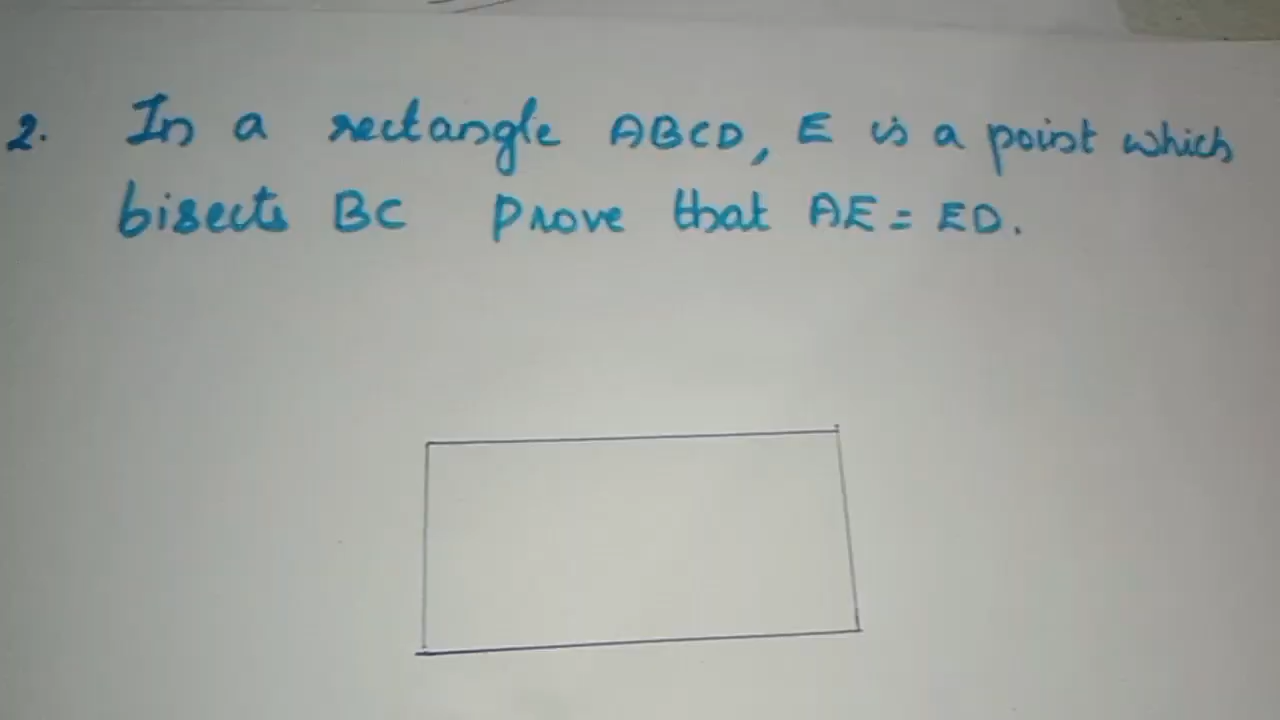 2. In a rectangle ABCD, E is a point which
bisects BC Prove that AE = ED.